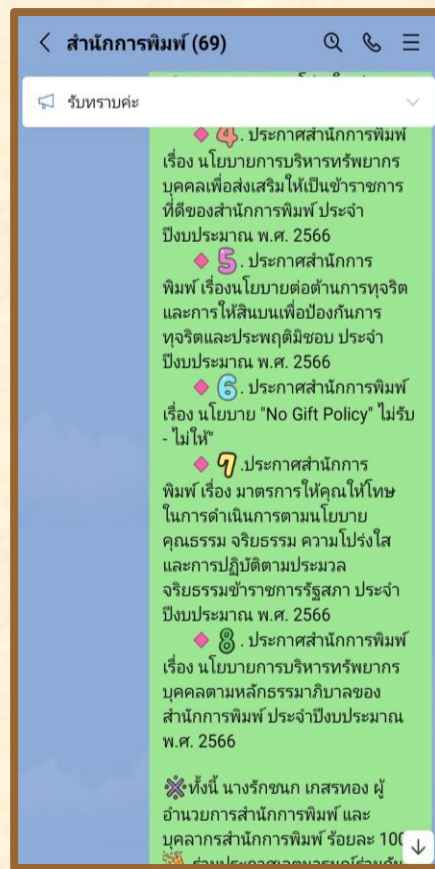 สำนักการพิมพ์ (69)
รับทราบค่ะ
4. ประกาศสำนักการพิมพ์
เรื่อง นโยบายการบริหารทรัพยากร
บุคคลเพื่อส่งเสริมให้เป็นข้าราชการ
ที่ดีของสำนักการพิมพ์ ประจำ
ปีงบประมาณ พ.ศ. 2566
5. ประกาศสำนักการ
พิมพ์ เรื่องนโยบายต่อต้านการทุจริต
และการให้สินบนเพื่อป้องกันการ
ทุจริตและประพฤติมิชอบ ประจำ
ปีงบประมาณ พ.ศ. 2566
6. ประกาศสำนักการพิมพ์
เรื่อง นโยบาย "No Gift Policy" ไม่รับ
- ไม่ให้"
7.ประกาศสำนักการ
พิมพ์ เรื่อง มาตรการให้คุณให้โทษ
ในการดำเนินการตามนโยบาย
คุณธรรม จริยธรรม ความโปร่งใส
และการปฏิบัติตามประมวล
จริยธรรมข้าราชการรัฐสภา ประจำ
ปีงบประมาณ พ.ศ. 2566
8. ประกาศสำนักการพิมพ์
เรื่อง นโยบายการบริหารทรัพยากร
บุคคลตามหลักธรรมาภิบาลของ
สำนักการพิมพ์ ประจำปีงบประมาณ
พ.ศ. 2566
※ทั้งนี้ นางรักชนก เกสรทอง ผู้
อำนวยการสำนักการพิมพ์ และ
บุคลากรสำนักการพิมพ์ ร้อยละ 100